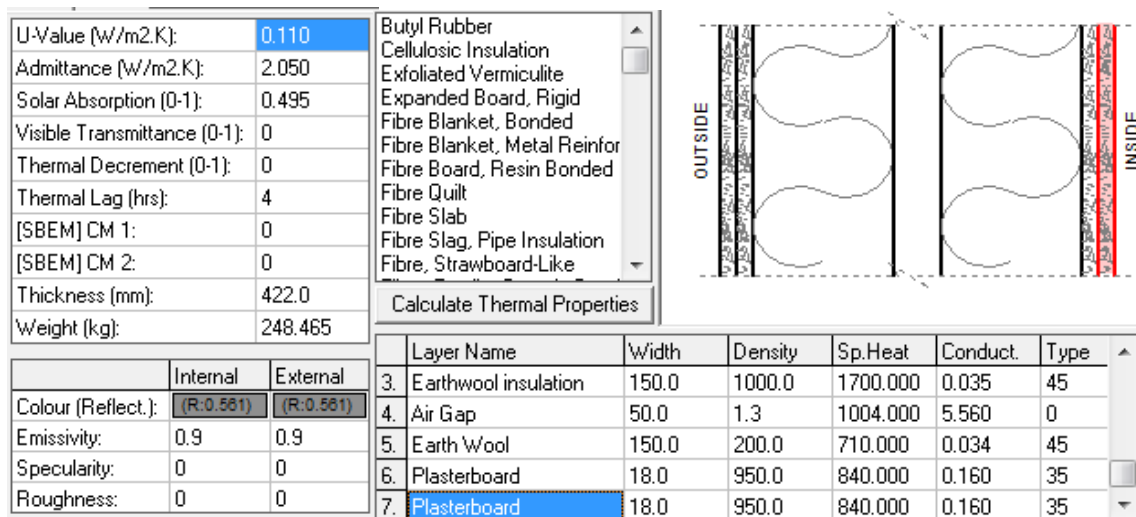 U-Value (W/m2.K): 0.110
Admittance (W/m2.K): 2.050
Solar Absorption (0-1): 0.495
Visible Transmittance (0-1): 0
Thermal Decrement (0-1): 0
Thermal Lag (hrs): 4
[SBEM] CM 1: 0
[SBEM] CM 2: 0
Thickness (mm): 422.0
Weight (kg): 248.465
Internal External
Colour (Reflect.): (R:0.561) (R:0.561)
Emissivity: 0.9 0.9
Specularity: 0 0
Roughness: 0 0
Butyl Rubber
Cellulosic Insulation
Exfoliated Vermiculite
Expanded Board, Rigid
Fibre Blanket, Bonded
Fibre Blanket, Metal Reinfor
Fibre Board, Resin Bonded
Fibre Quilt
Fibre Slab
Fibre Slag, Pipe Insulation
Fibre, Strawboard-Like
Calculate Thermal Properties
OUTSIDE
INSIDE
Layer Name Width Density Sp.Heat Conduct. Type
3. Earthwool insulation 150.0 1000.0 1700.000 0.035 45
4. Air Gap 50.0 1.3 1004.000 5.560 0
5. Earth Wool 150.0 200.0 710.000 0.034 45
6. Plasterboard 18.0 950.0 840.000 0.160 35
7. Plasterboard 18.0 950.0 840.000 0.160 35